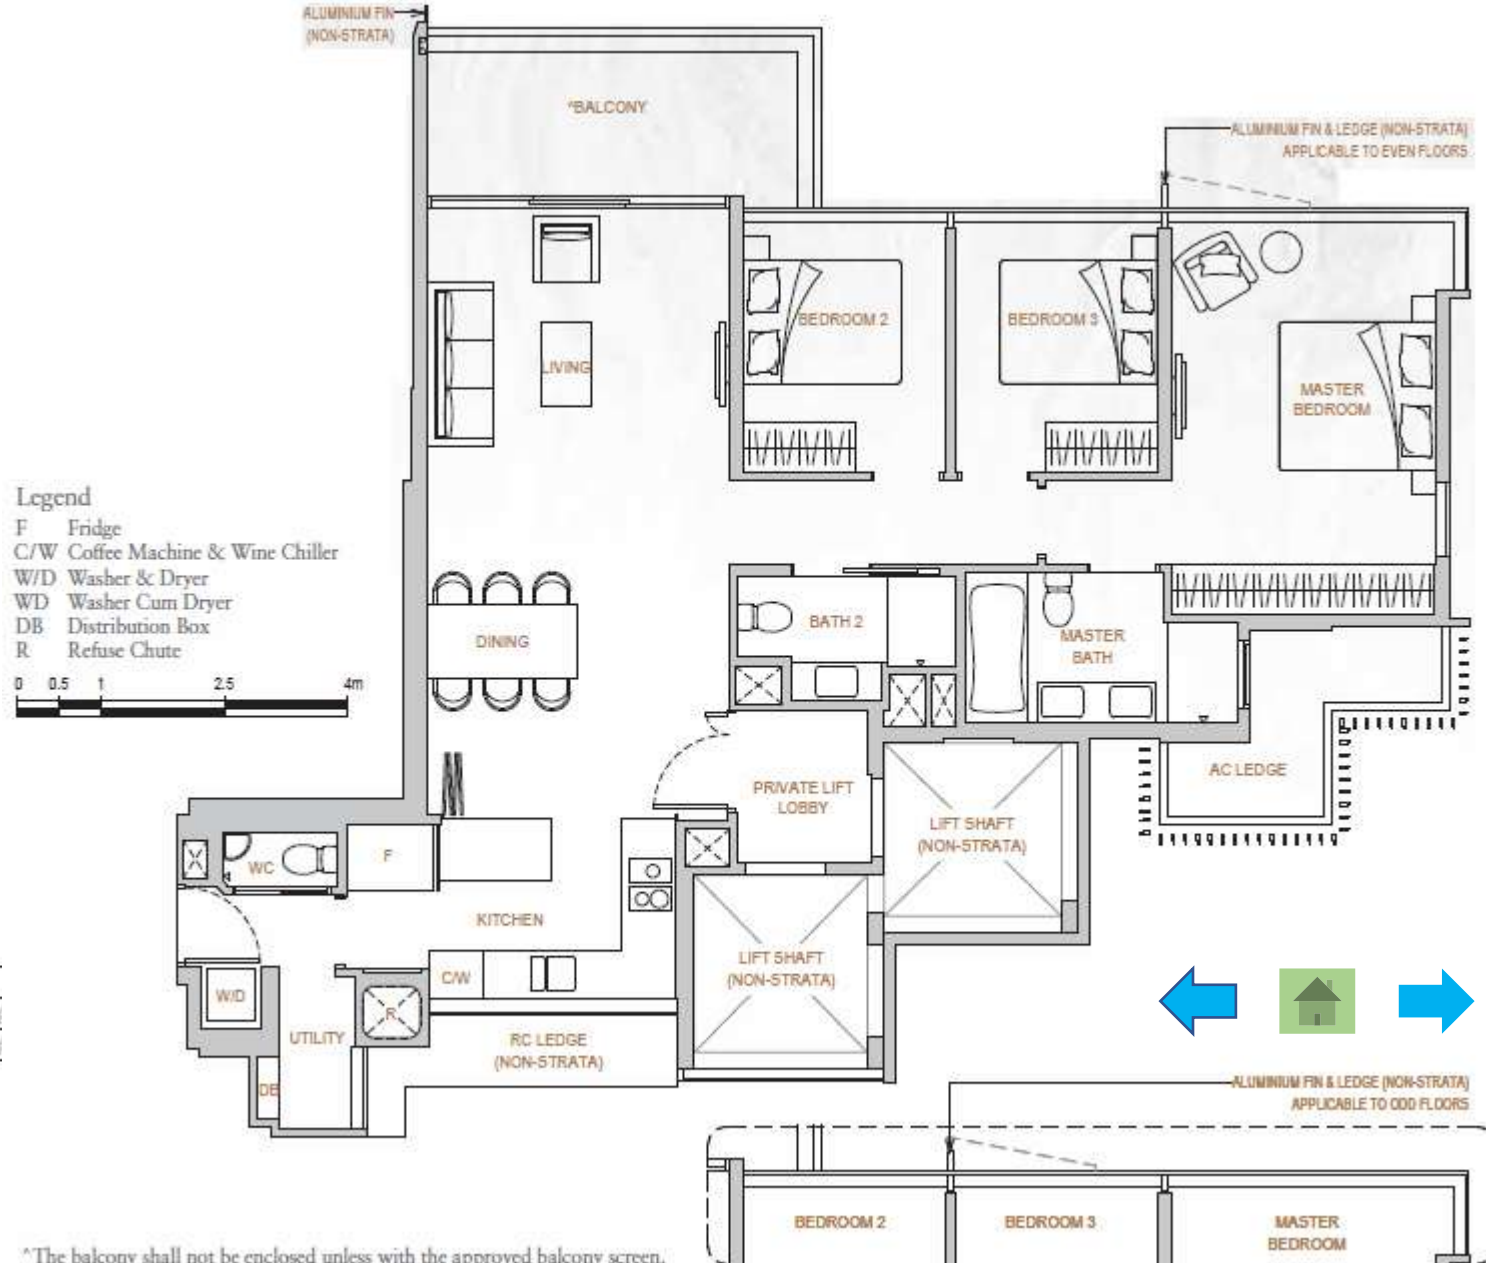 ALUMINIUM FIN
(NON-STRATA)
^BALCONY
ALUMINIUM FIN & LEDGE (NON-STRATA)
APPLICABLE TO EVEN FLOORS
BEDROOM 2
BEDROOM 3
LIVING
MASTER
BEDROOM
Legend
F Fridge
C/W Coffee Machine & Wine Chiller
W/D Washer & Dryer
WD Washer Cum Dryer
DB Distribution Box
R Refuse Chute
0 0.5 1 2.5 4m
DINING
BATH 2
MASTER
BATH
PRIVATE LIFT
LOBBY
AC LEDGE
LIFT SHAFT
(NON-STRATA)
WC
F
KITCHEN
LIFT SHAFT
(NON-STRATA)
C/W
W/D
R
UTILITY
RC LEDGE
(NON-STRATA)
DB
ALUMINIUM FIN & LEDGE (NON-STRATA)
APPLICABLE TO ODD FLOORS
BEDROOM 2
BEDROOM 3
MASTER
BEDROOM
^The balcony shall not be enclosed unless with the approved balcony screen.